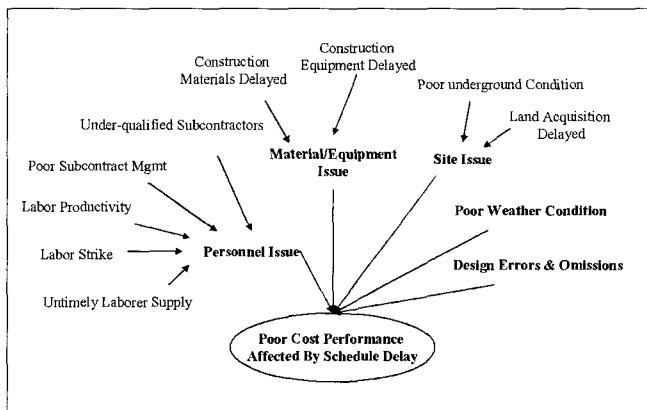 Construction
Materials Delayed
Construction
Equipment Delayed
Poor underground Condition
Land Acquisition
Delayed
Under-qualified Subcontractors
Material/Equipment
Issue
Site Issue
Poor Subcontract Mgmt
Labor Productivity
Poor Weather Condition
Labor Strike
Personnel Issue
Design Errors & Omissions
Untimely Laborer Supply
Poor Cost Performance
Affected By Schedule Delay